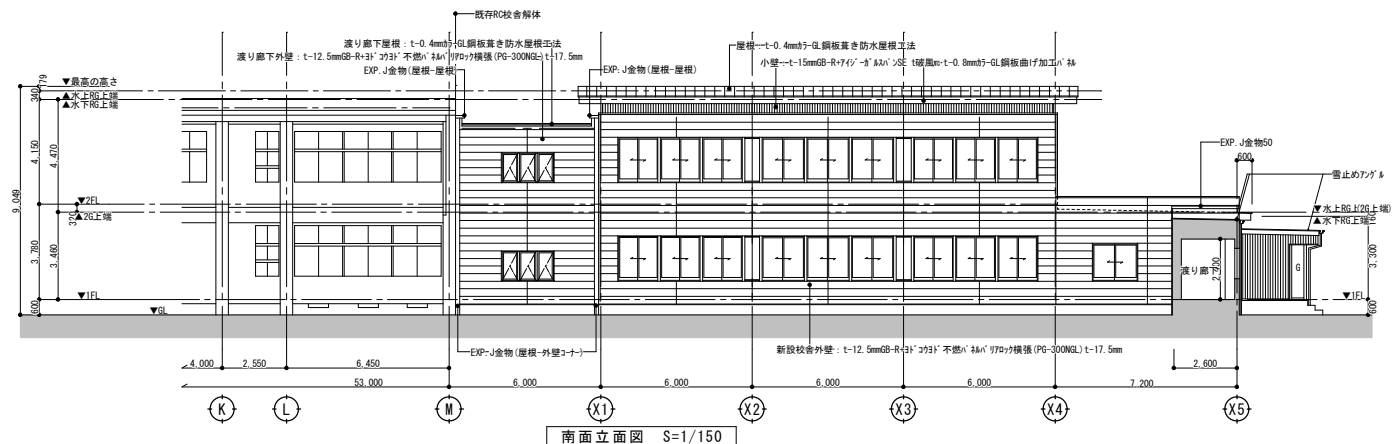 既存RC校舎解体
渡り廊下屋根：t-0.4mmｶﾗｰGL鋼板葺き防水屋根工法
渡り廊下外壁：t-12.5mmGB-R+ﾖﾄﾞｺｳﾖﾄﾞ不燃ﾊﾟﾈﾙﾊﾞﾘｱﾛｯｸ横張(PG-300NGL)t-17.5mm
EXP.J金物(屋根-屋根)
EXP.J金物(屋根-屋根)
屋根：t-0.4mmｶﾗｰGL鋼板葺き防水屋根工法
小壁：t-15mmGB-R+ｱｲｼﾞｰｶﾞﾙｽﾊﾟﾝSE
t-0.8mmｶﾗｰGL鋼板曲げ加工ﾊﾟﾈﾙ
▼最高の高さ
▲水上RG上端
▲水下RG上端
179
340
4,150
4,470
9,049
▼2FL
▲2G上端
320
3,780
3,460
▼1FL
600
▼GL
EXP.J金物50
600
雪止めｱﾝｸﾞﾙ
▼水上RG上(2G上端)
▲水下RG上端
160
3,300
渡り廊下
G
▼1FL
600
EXP.J金物(屋根-外壁ｺｰﾅｰ)
新設校舎外壁：t-12.5mmGB-R+ﾖﾄﾞｺｳﾖﾄﾞ不燃ﾊﾟﾈﾙﾊﾞﾘｱﾛｯｸ横張(PG-300NGL)t-17.5mm
4,000
2,550
6,450
2,600
53,000
6,000
6,000
6,000
6,000
7,200
K
L
M
X1
X2
X3
X4
X5
南面立面図 S=1/150